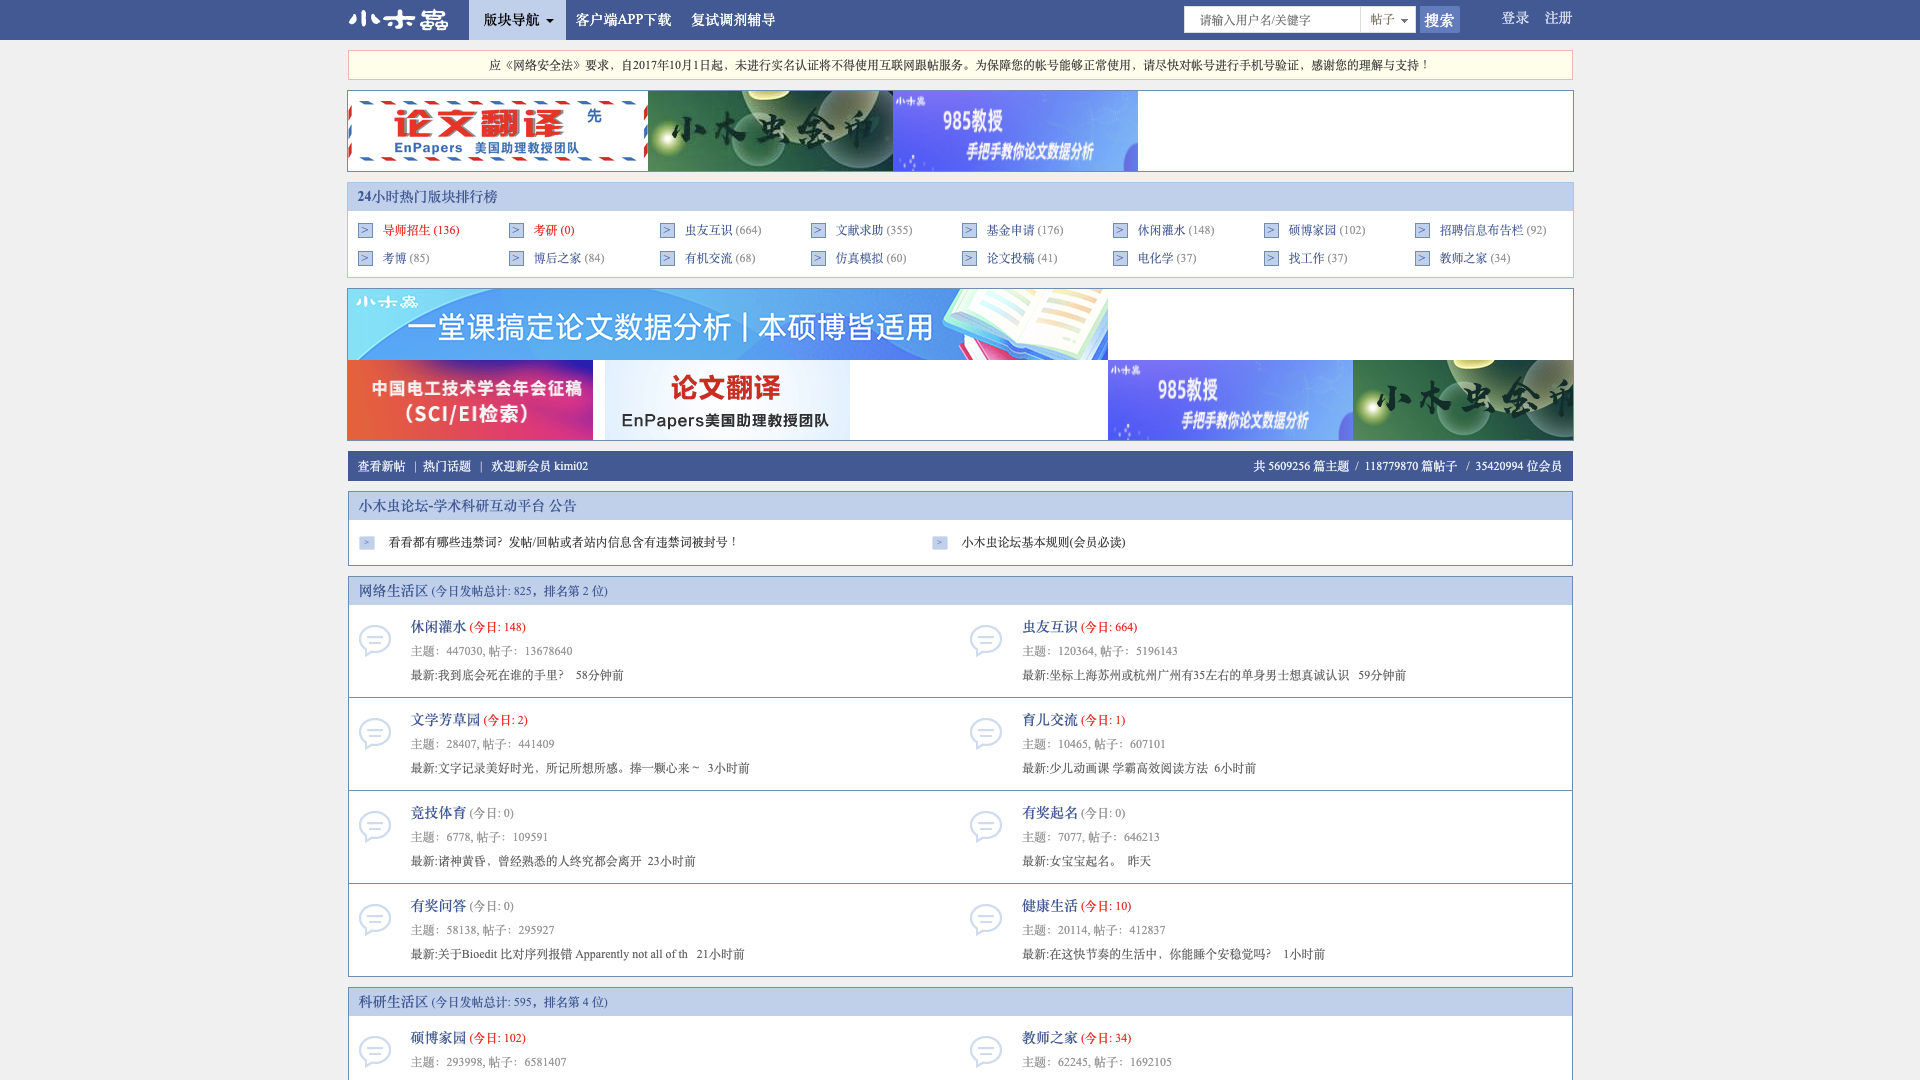 小木虫 版块导航 客户端APP下载 复试调剂辅导 请输入用户名/关键字 帖子 搜索 登录 注册
应《网络安全法》要求，自2017年10月1日起，未进行实名认证将不得使用互联网跟帖服务。为保障您的帐号能够正常使用，请尽快对帐号进行手机号验证，感谢您的理解与支持！
论文翻译 先
EnPapers 美国助理教授团队
小木虫金币
小木虫
985教授
手把手教你论文数据分析
24小时热门版块排行榜
> 导师招生 (136) > 考研 (0) > 虫友互识 (664) > 文献求助 (355) > 基金申请 (176) > 休闲灌水 (148) > 硕博家园 (102) > 招聘信息布告栏 (92)
> 考博 (85) > 博后之家 (84) > 有机交流 (68) > 仿真模拟 (60) > 论文投稿 (41) > 电化学 (37) > 找工作 (37) > 教师之家 (34)
小木虫
一堂课搞定论文数据分析 | 本硕博皆适用
中国电工技术学会年会征稿
（SCI/EI检索）
论文翻译
EnPapers美国助理教授团队
小木虫
985教授
手把手教你论文数据分析
小木虫金币
查看新帖 | 热门话题 | 欢迎新会员 kimi02 共 5609256 篇主题 / 118779870 篇帖子 / 35420994 位会员
小木虫论坛-学术科研互动平台 公告
> 看看都有哪些违禁词？发帖/回帖或者站内信息含有违禁词被封号！ > 小木虫论坛基本规则(会员必读)
网络生活区 (今日发帖总计: 825，排名第 2 位)
休闲灌水 (今日: 148)
主题：447030, 帖子：13678640
最新:我到底会死在谁的手里？ 58分钟前
虫友互识 (今日: 664)
主题：120364, 帖子：5196143
最新:坐标上海苏州或杭州广州有35左右的单身男士想真诚认识 59分钟前
文学芳草园 (今日: 2)
主题：28407, 帖子：441409
最新:文字记录美好时光，所记所想所感。捧一颗心来～ 3小时前
育儿交流 (今日: 1)
主题：10465, 帖子：607101
最新:少儿动画课 学霸高效阅读方法 6小时前
竞技体育 (今日: 0)
主题：6778, 帖子：109591
最新:诸神黄昏，曾经熟悉的人终究都会离开 23小时前
有奖起名 (今日: 0)
主题：7077, 帖子：646213
最新:女宝宝起名。 昨天
有奖问答 (今日: 0)
主题：58138, 帖子：295927
最新:关于Bioedit 比对序列报错 Apparently not all of th 21小时前
健康生活 (今日: 10)
主题：20114, 帖子：412837
最新:在这快节奏的生活中，你能睡个安稳觉吗？ 1小时前
科研生活区 (今日发帖总计: 595，排名第 4 位)
硕博家园 (今日: 102)
主题：293998, 帖子：6581407
教师之家 (今日: 34)
主题：62245, 帖子：1692105